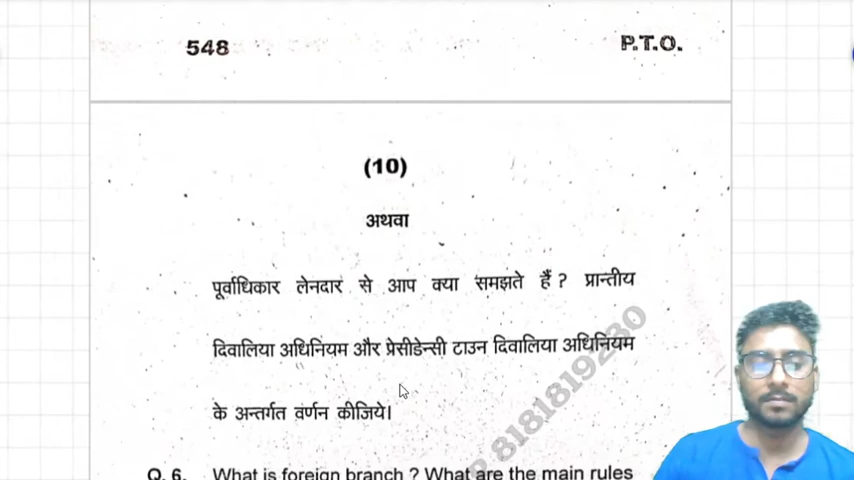 548
P.T.O.
(10)
अथवा
पूर्वाधिकार लेनदार से आप क्या समझते हैं ? प्रान्तीय
दिवालिया अधिनियम और प्रेसीडेन्सी टाउन दिवालिया अधिनियम
के अन्तर्गत वर्णन कीजिये।
P 8181819230
Q. 6. What is foreign branch ? What are the main rules